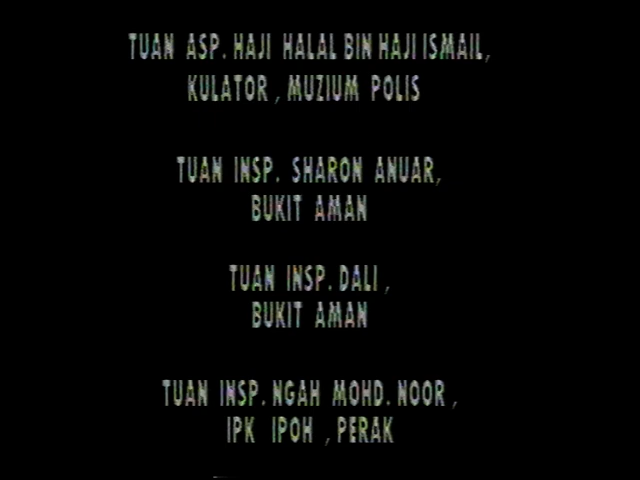 TUAN ASP. HAJI HALAL BIN HAJI ISMAIL,
KULATOR, MUZIUM POLIS
TUAN INSP. SHARON ANUAR,
BUKIT AMAN
TUAN INSP. DALI,
BUKIT AMAN
TUAN INSP. NGAH MOHD. NOOR,
IPK IPOH, PERAK